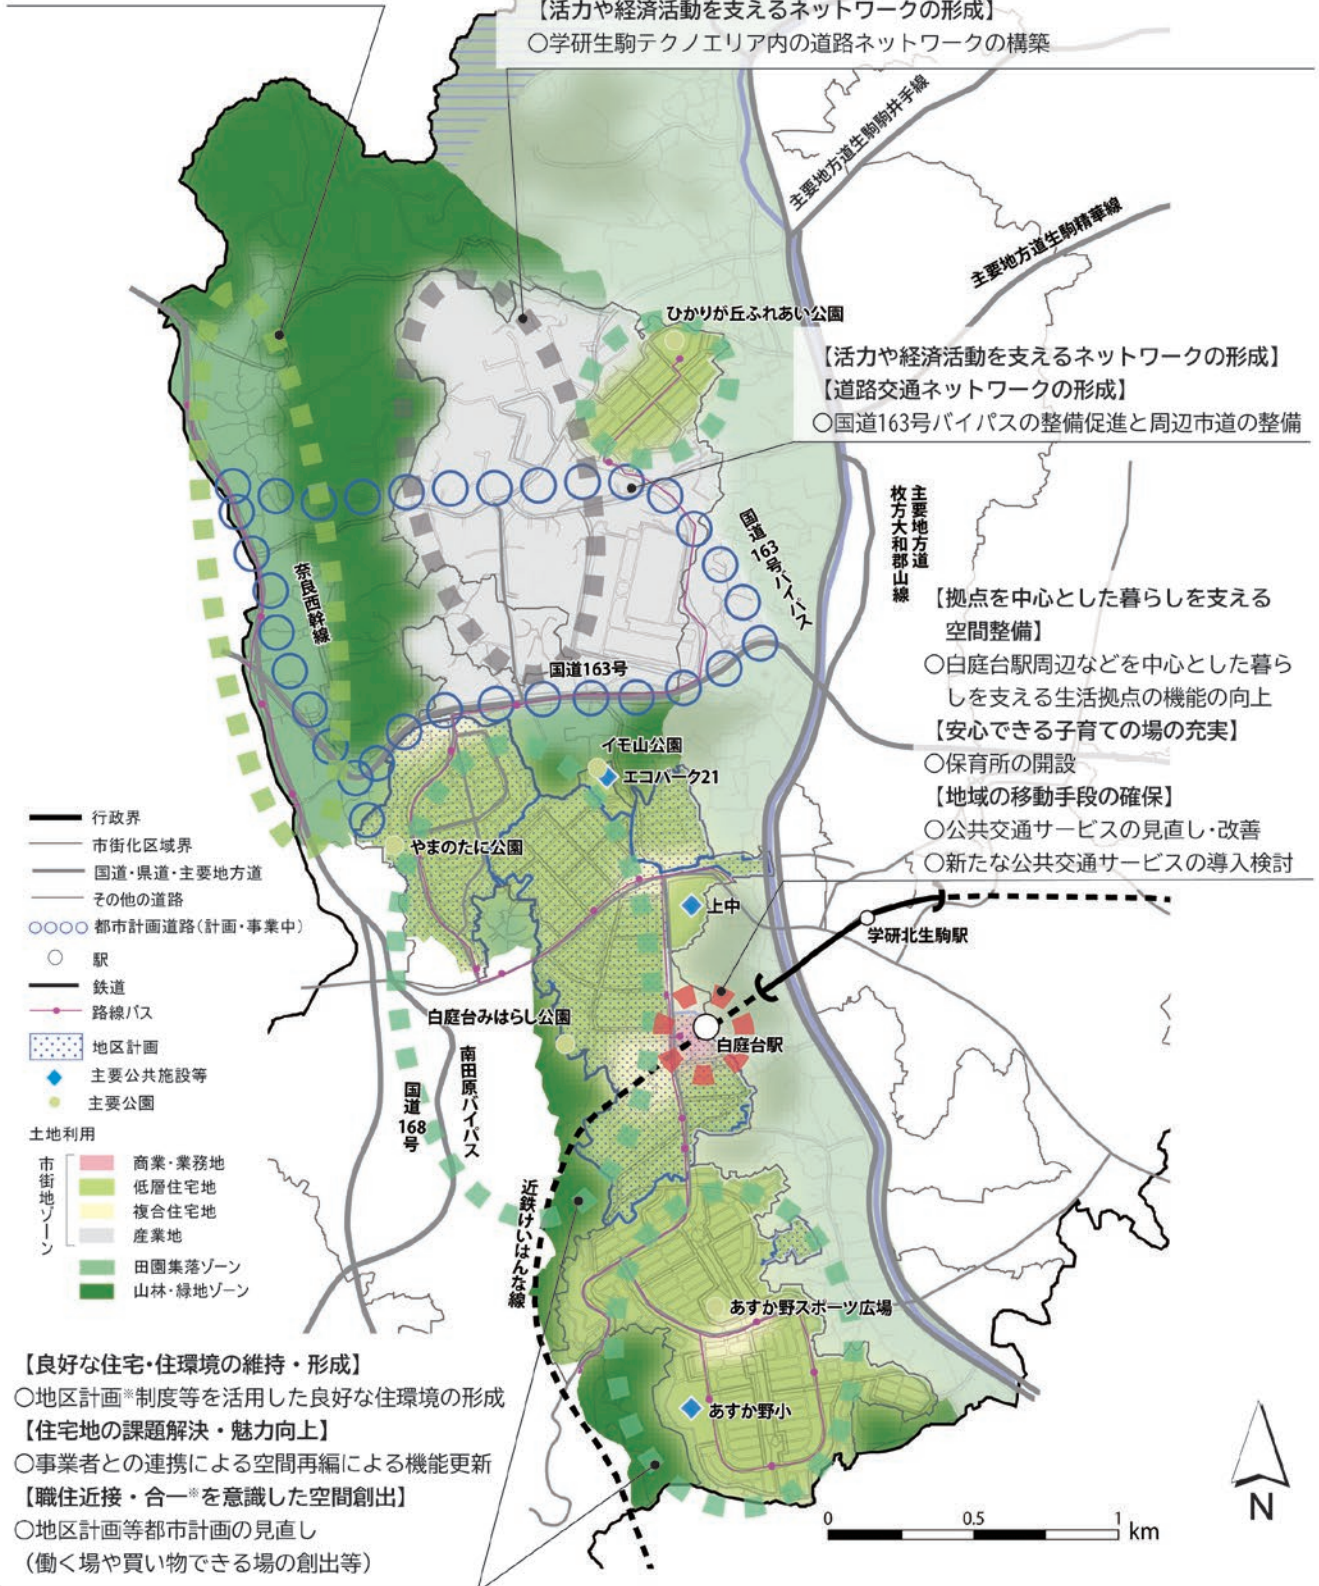 【活力や経済活動を支えるネットワークの形成】
○学研生駒テクノエリア内の道路ネットワークの構築
主要地方道生駒井手線
主要地方道生駒精華線
ひかりが丘ふれあい公園
【活力や経済活動を支えるネットワークの形成】
【道路交通ネットワークの形成】
○国道163号バイパスの整備促進と周辺市道の整備
主要地方道
枚方大和郡山線
国道163号バイパス
奈良西幹線
国道163号
【拠点を中心とした暮らしを支える
空間整備】
○白庭台駅周辺などを中心とした暮ら
しを支える生活拠点の機能の向上
【安心できる子育ての場の充実】
○保育所の開設
【地域の移動手段の確保】
○公共交通サービスの見直し・改善
○新たな公共交通サービスの導入検討
イモ山公園
エコパーク21
やまのたに公園
上中
学研北生駒駅
白庭台みはらし公園
白庭台駅
南田原バイパス
国道168号
近鉄けいはんな線
あすか野スポーツ広場
あすか野小
行政界
市街化区域界
国道・県道・主要地方道
その他の道路
都市計画道路(計画・事業中)
駅
鉄道
路線バス
地区計画
主要公共施設等
主要公園
土地利用
市街地ゾーン
商業・業務地
低層住宅地
複合住宅地
産業地
田園集落ゾーン
山林・緑地ゾーン
【良好な住宅・住環境の維持・形成】
○地区計画※制度等を活用した良好な住環境の形成
【住宅地の課題解決・魅力向上】
○事業者との連携による空間再編による機能更新
【職住近接・合一※を意識した空間創出】
○地区計画等都市計画の見直し
(働く場や買い物できる場の創出等)
0 0.5 1 km
N